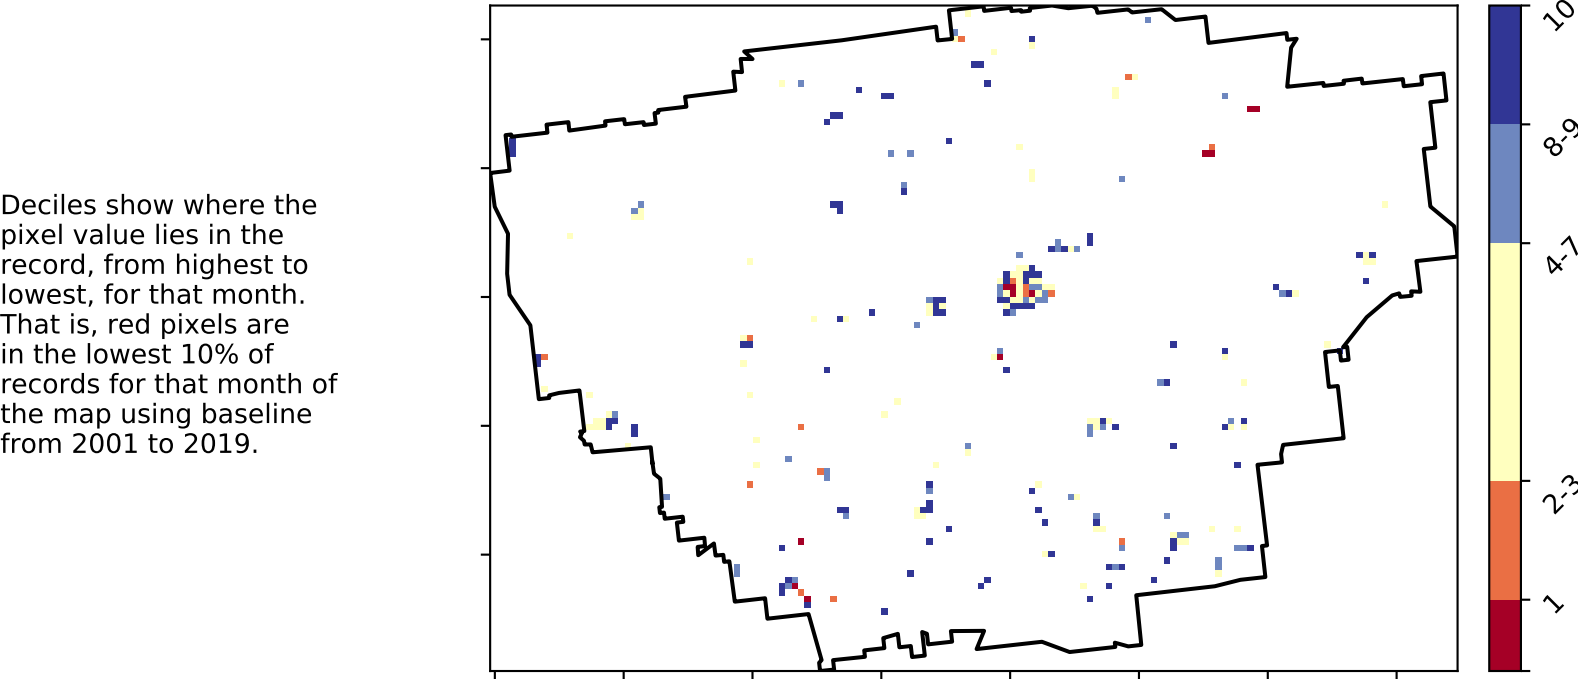 Deciles show where the
pixel value lies in the
record, from highest to
lowest, for that month.
That is, red pixels are
in the lowest 10% of
records for that month of
the map using baseline
from 2001 to 2019.
10
8-9
4-7
2-3
1